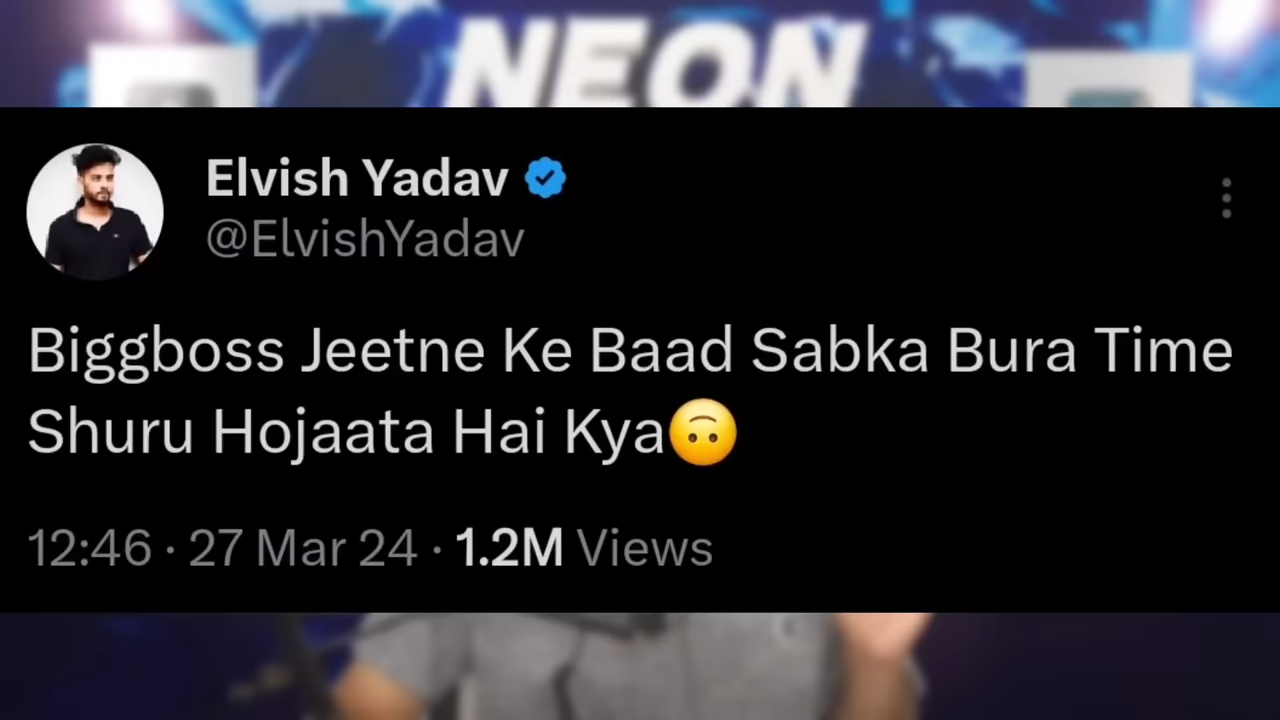 NEON
Elvish Yadav
@ElvishYadav
Biggboss Jeetne Ke Baad Sabka Bura Time
Shuru Hojaata Hai Kya🙃
12:46 · 27 Mar 24 · 1.2M Views